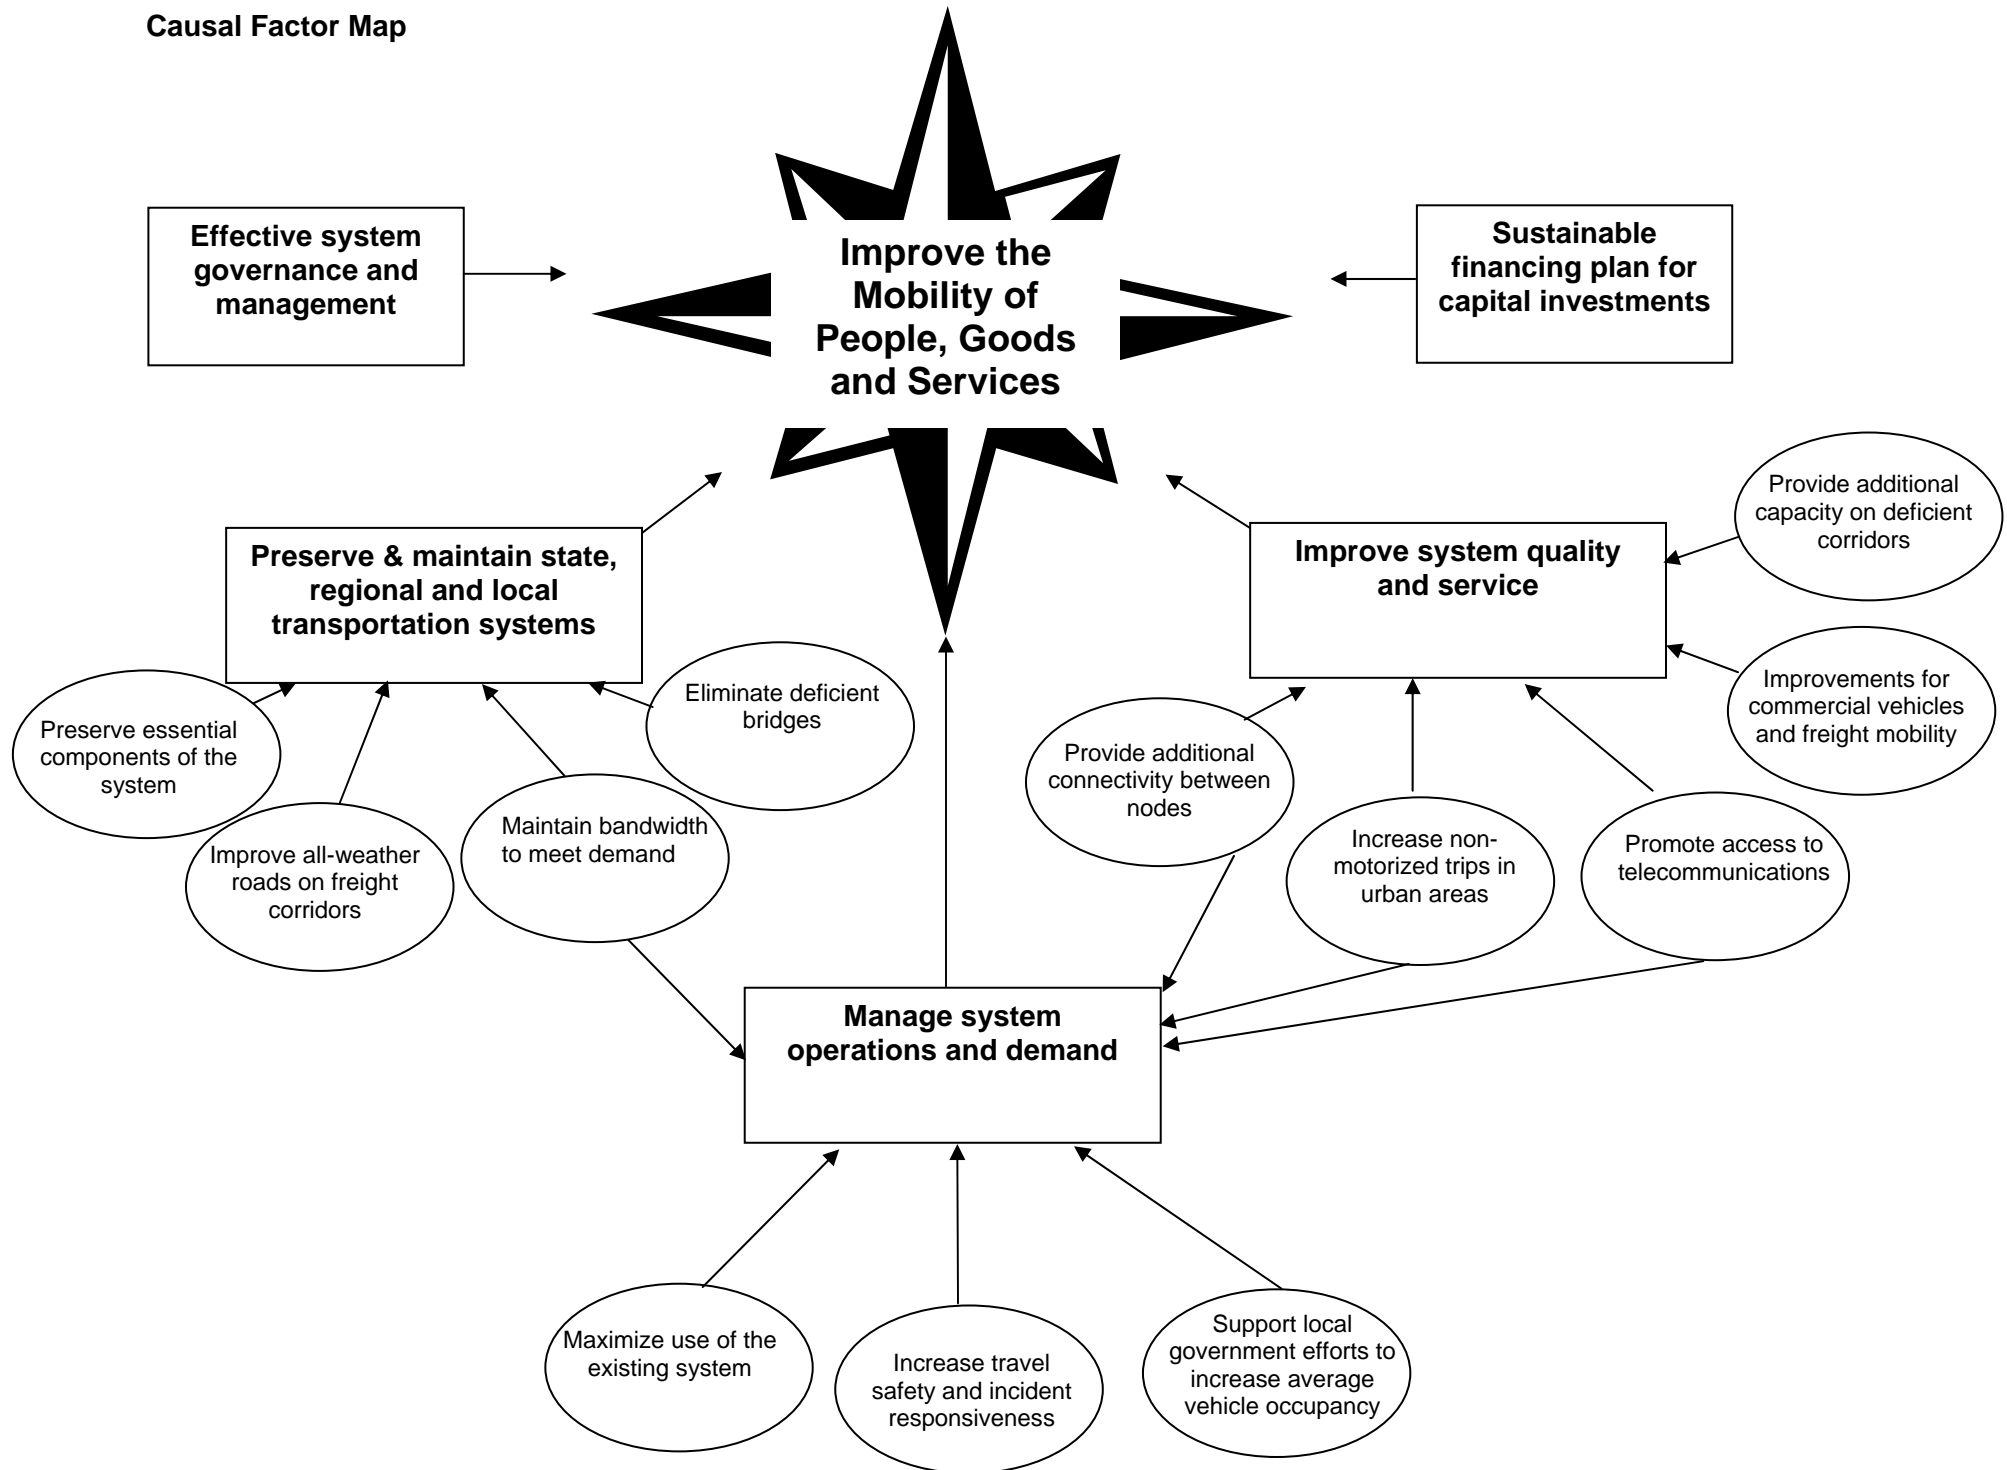 Causal Factor Map
Effective system
governance and
management
Improve the
Mobility of
People, Goods
and Services
Sustainable
financing plan for
capital investments
Preserve & maintain state,
regional and local
transportation systems
Improve system quality
and service
Provide additional
capacity on deficient
corridors
Improvements for
commercial vehicles
and freight mobility
Preserve essential
components of the
system
Improve all-weather
roads on freight
corridors
Maintain bandwidth
to meet demand
Eliminate deficient
bridges
Provide additional
connectivity between
nodes
Increase non-
motorized trips in
urban areas
Promote access to
telecommunications
Manage system
operations and demand
Maximize use of the
existing system
Increase travel
safety and incident
responsiveness
Support local
government efforts to
increase average
vehicle occupancy